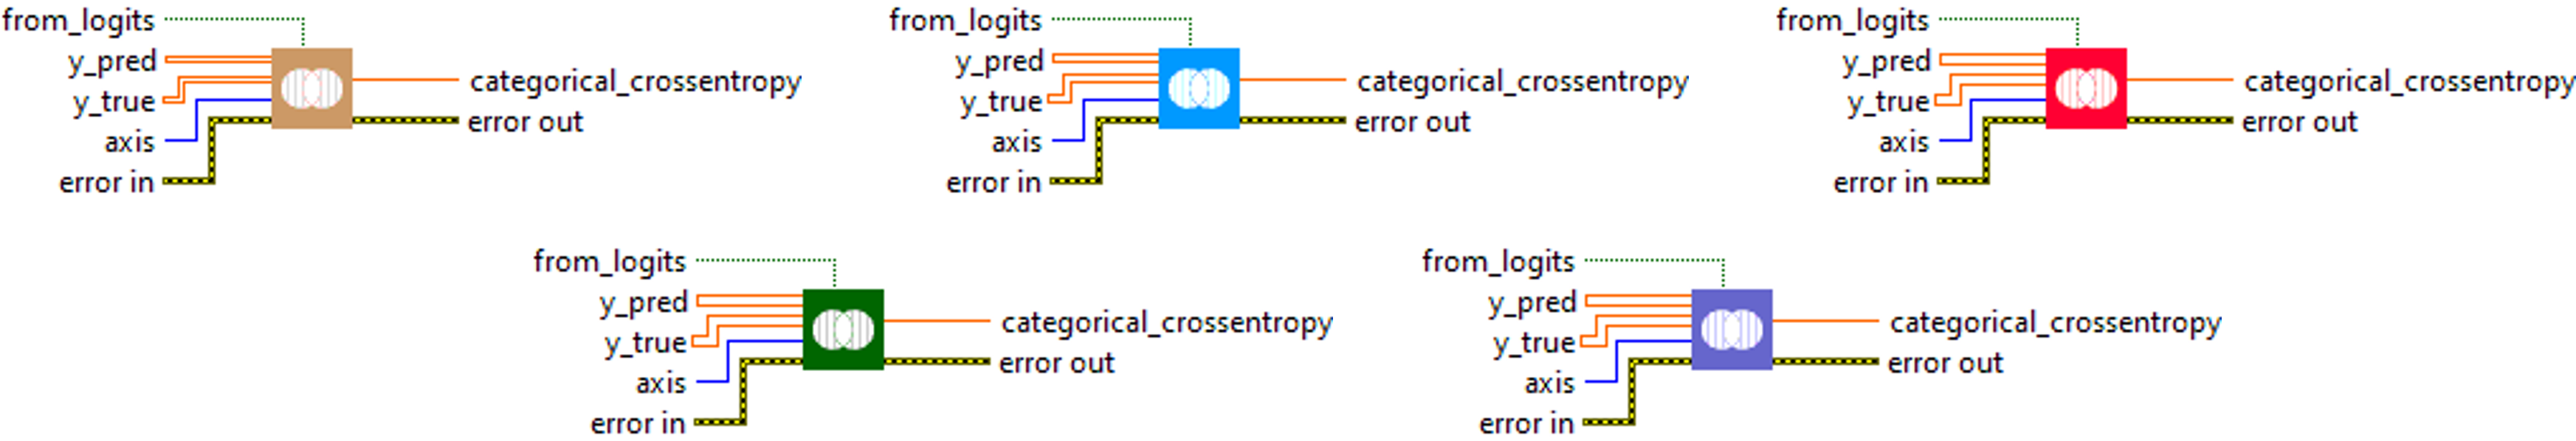 from_logits
y_pred
y_true
axis
error in
categorical_crossentropy
error out
from_logits
y_pred
y_true
axis
error in
categorical_crossentropy
error out
from_logits
y_pred
y_true
axis
error in
categorical_crossentropy
error out
from_logits
y_pred
y_true
axis
error in
categorical_crossentropy
error out
from_logits
y_pred
y_true
axis
error in
categorical_crossentropy
error out